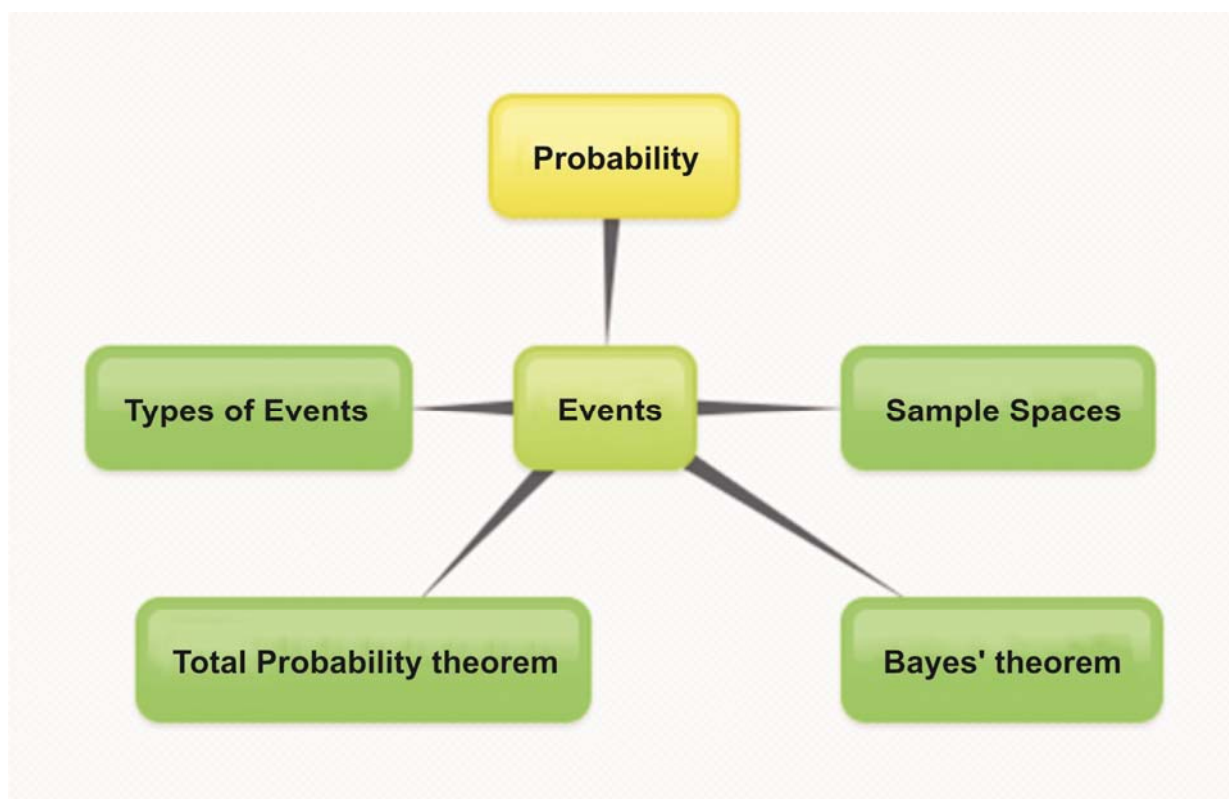 Probability
Types of Events
Events
Sample Spaces
Total Probability theorem
Bayes' theorem